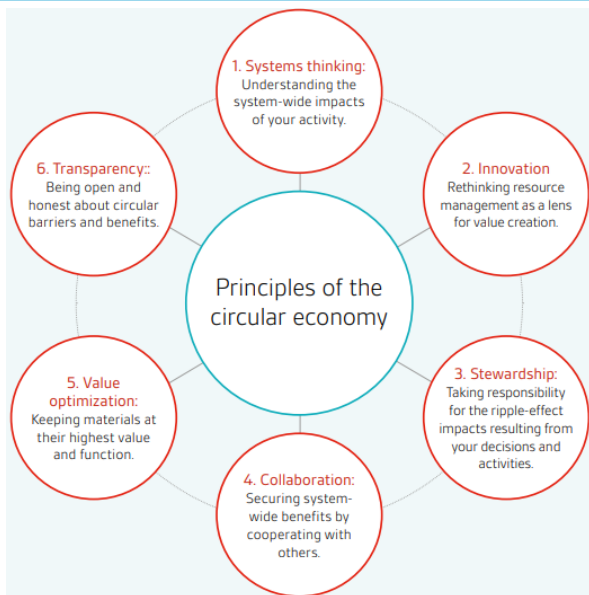 1. Systems thinking:
Understanding the
system-wide impacts
of your activity.
2. Innovation
Rethinking resource
management as a lens
for value creation.
3. Stewardship:
Taking responsibility
for the ripple-effect
impacts resulting from
your decisions and
activities.
4. Collaboration:
Securing system-
wide benefits by
cooperating with
others.
5. Value
optimization:
Keeping materials at
their highest value
and function.
6. Transparency::
Being open and
honest about circular
barriers and benefits.
Principles of the
circular economy